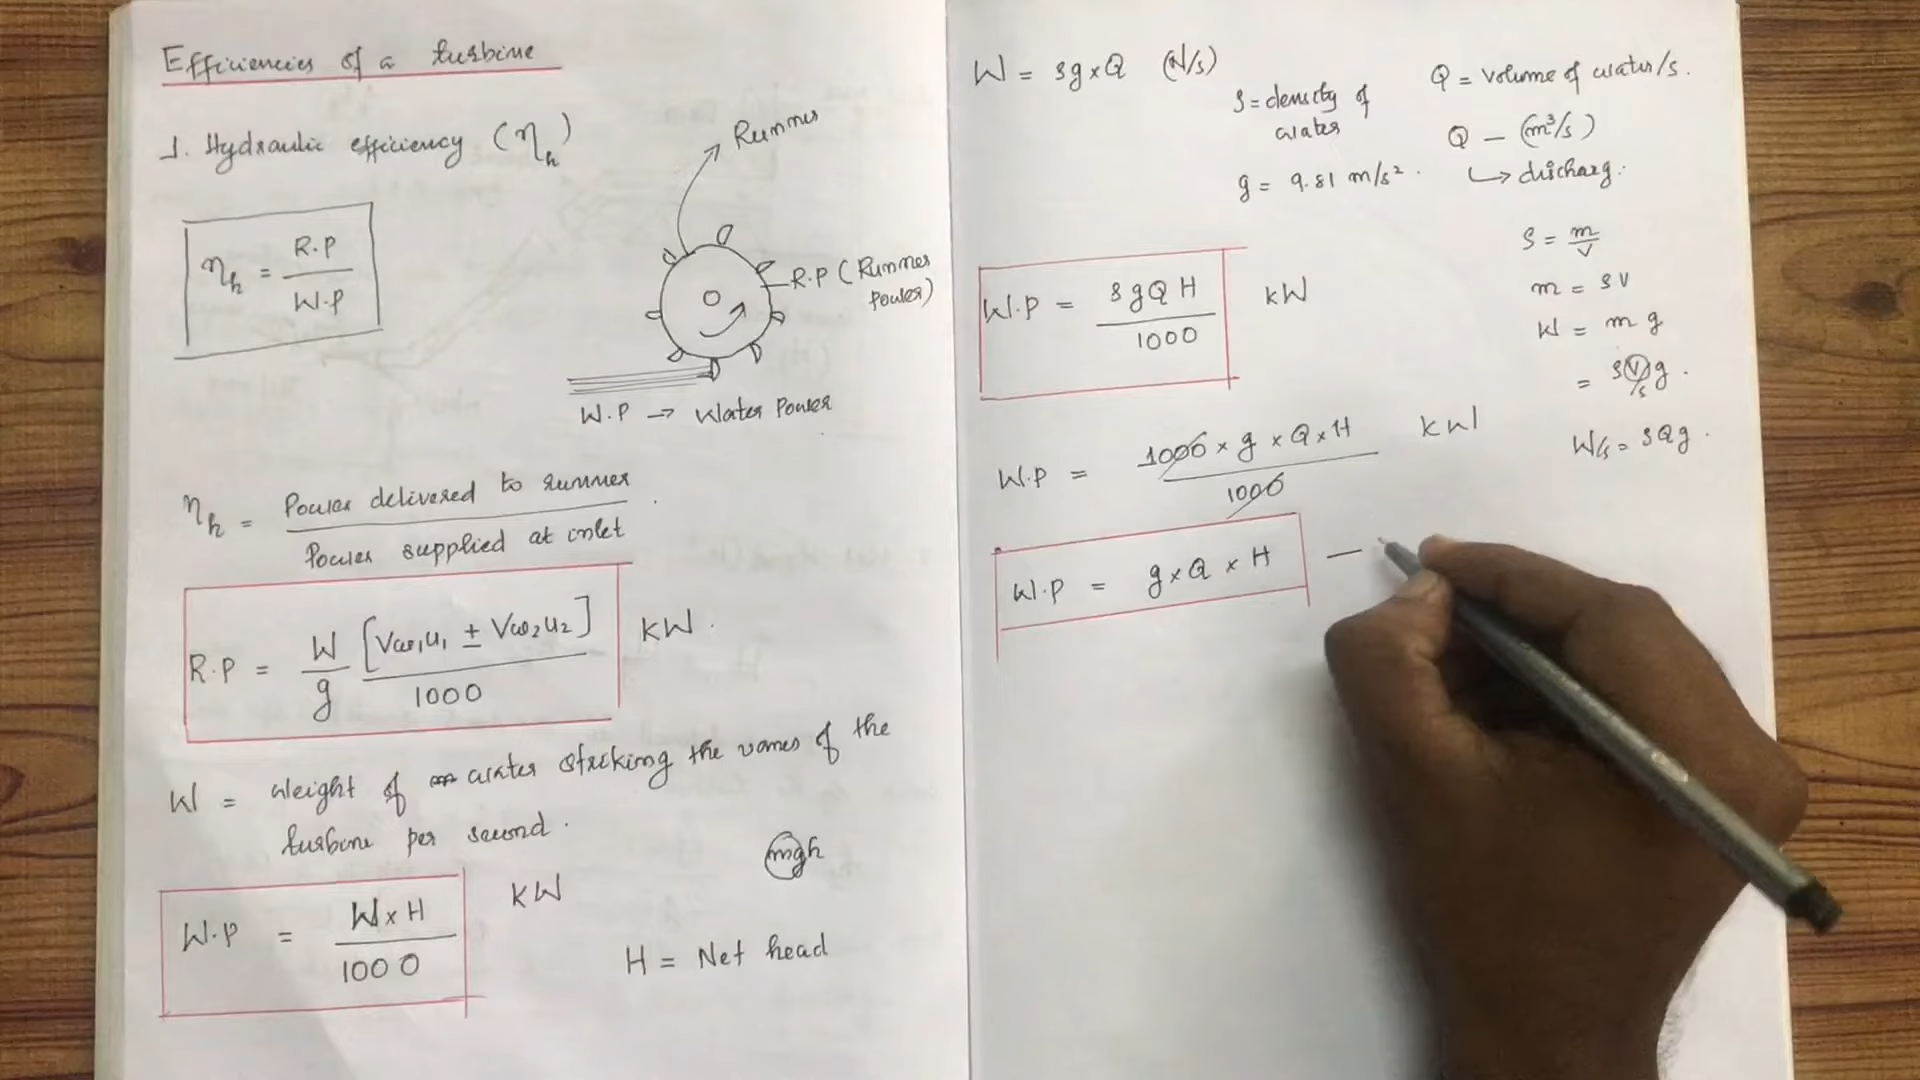 Efficiencies of a turbine
1. Hydraulic efficiency (ηh)
Runner
ηh = R.P / W.P
R.P (Runner
Power)
W.P → Water Power
ηh = Power delivered to runner / Power supplied at inlet .
R.P = W/g [Vw1u1 ± Vw2u2] / 1000 KW.
W = Weight of water striking the vanes of the
turbine per second.
mgh
W.P = W×H / 1000 KW
H = Net head
W = ρg×Q (N/s)
ρ = density of
water
g = 9.81 m/s² .
Q = Volume of water/s.
Q – (m³/s)
↳ discharg.
W.P = ρgQH / 1000 KW
ρ = m/V
m = ρV
W = mg
= ρV/s g .
W/s = ρQg .
W.P = 1000 × g × Q × H / 1000 KW
W.P = g×Q × H —